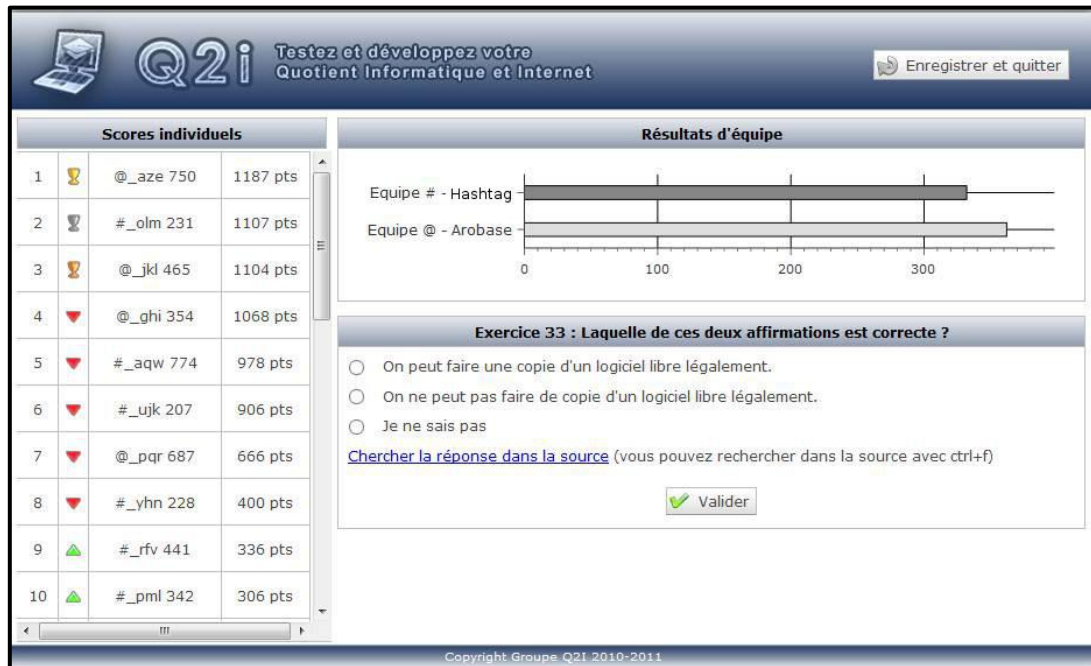 Q2i
Testez et développez votre
Quotient Informatique et Internet
Enregistrer et quitter
Scores individuels
1 @_aze 750 1187 pts
2 #_olm 231 1107 pts
3 @_jkl 465 1104 pts
4 @_ghi 354 1068 pts
5 #_aqw 774 978 pts
6 #_ujk 207 906 pts
7 @_pqr 687 666 pts
8 #_yhn 228 400 pts
9 #_rfv 441 336 pts
10 #_pml 342 306 pts
Résultats d'équipe
Equipe # - Hashtag
Equipe @ - Arobase
0 100 200 300
Exercice 33 : Laquelle de ces deux affirmations est correcte ?
On peut faire une copie d'un logiciel libre légalement.
On ne peut pas faire de copie d'un logiciel libre légalement.
Je ne sais pas
Chercher la réponse dans la source (vous pouvez rechercher dans la source avec ctrl+f)
Valider
Copyright Groupe Q2I 2010-2011